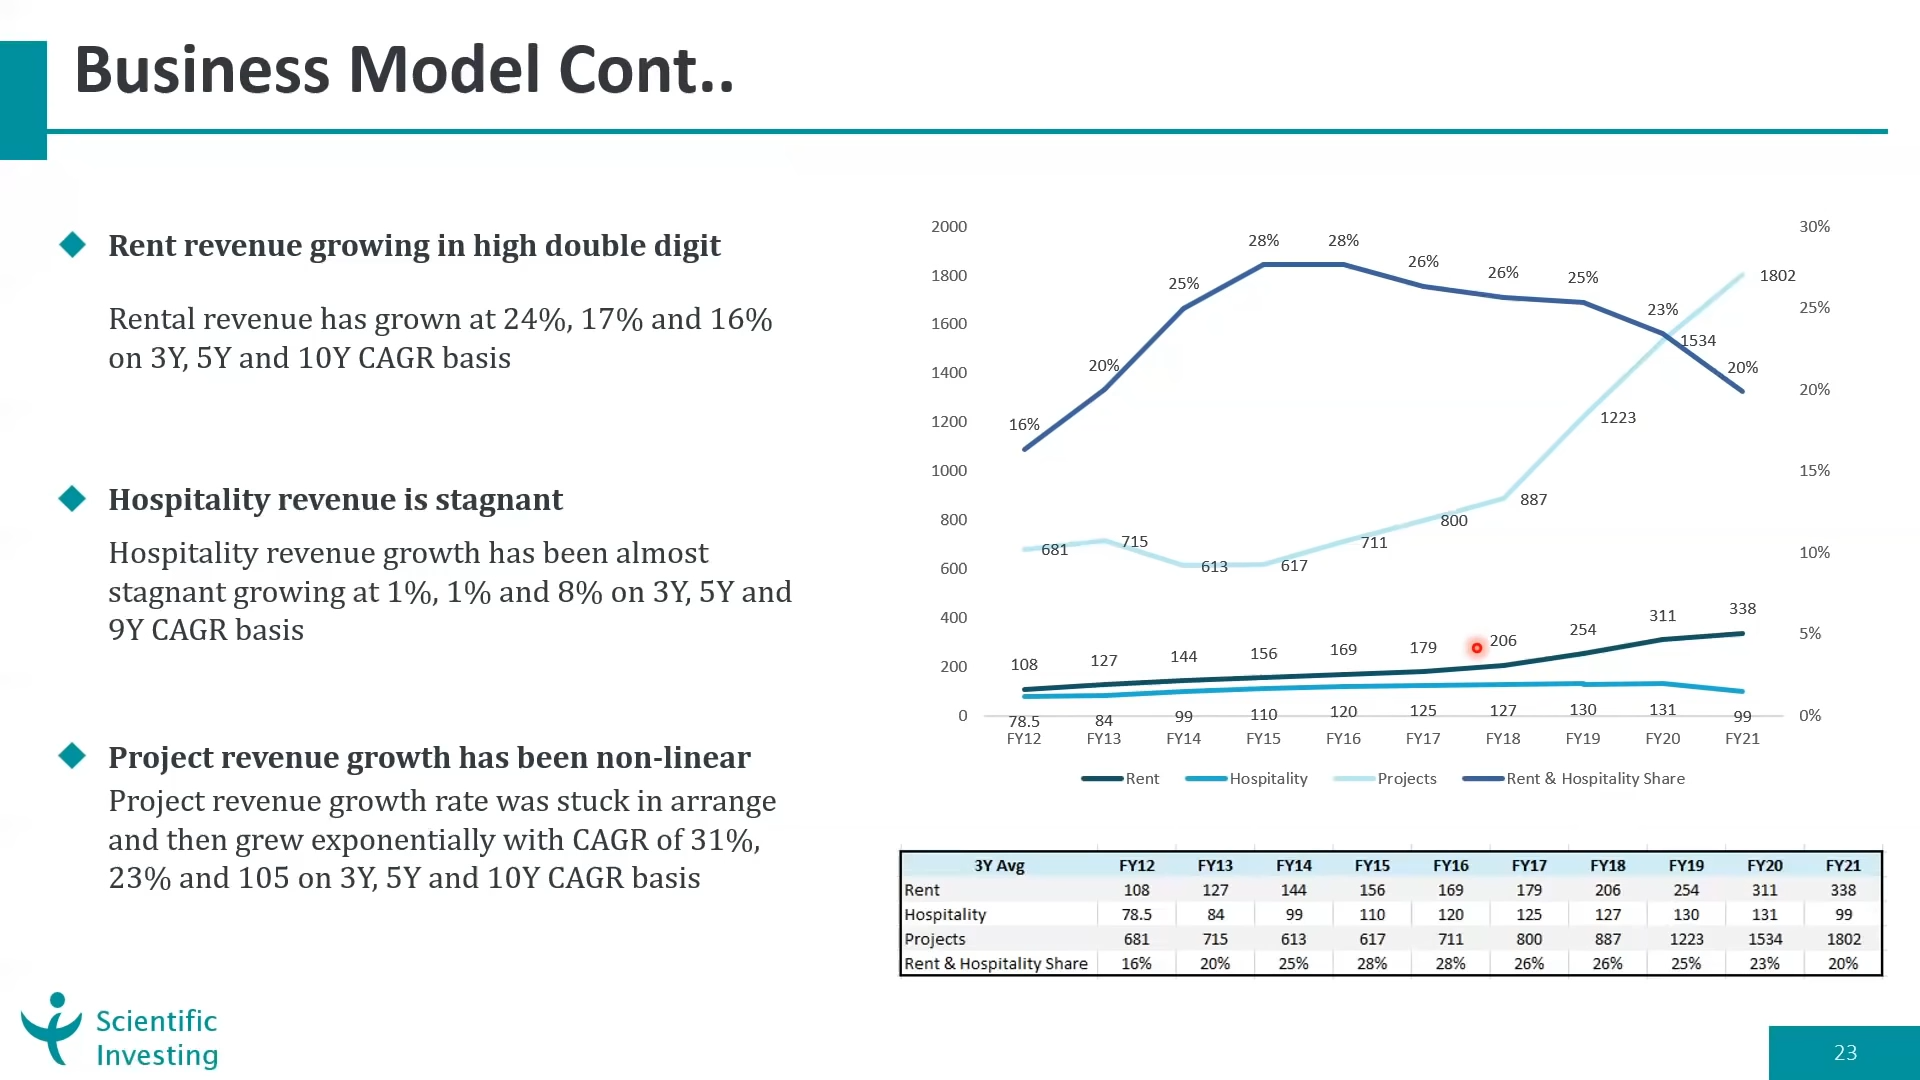 Business Model Cont..
Rent revenue growing in high double digit
Rental revenue has grown at 24%, 17% and 16%
on 3Y, 5Y and 10Y CAGR basis
Hospitality revenue is stagnant
Hospitality revenue growth has been almost
stagnant growing at 1%, 1% and 8% on 3Y, 5Y and
9Y CAGR basis
Project revenue growth has been non-linear
Project revenue growth rate was stuck in arrange
and then grew exponentially with CAGR of 31%,
23% and 105 on 3Y, 5Y and 10Y CAGR basis
2000
1800
1600
1400
1200
1000
800
600
400
200
0
30%
25%
20%
15%
10%
5%
0%
16% 20% 25% 28% 28% 26% 26% 25% 23% 20%
681 715 613 617 711 800 887 1223 1534 1802
108 127 144 156 169 179 206 254 311 338
78.5 84 99 110 120 125 127 130 131 99
FY12 FY13 FY14 FY15 FY16 FY17 FY18 FY19 FY20 FY21
Rent Hospitality Projects Rent & Hospitality Share
3Y Avg FY12 FY13 FY14 FY15 FY16 FY17 FY18 FY19 FY20 FY21
Rent 108 127 144 156 169 179 206 254 311 338
Hospitality 78.5 84 99 110 120 125 127 130 131 99
Projects 681 715 613 617 711 800 887 1223 1534 1802
Rent & Hospitality Share 16% 20% 25% 28% 28% 26% 26% 25% 23% 20%
Scientific
Investing
23